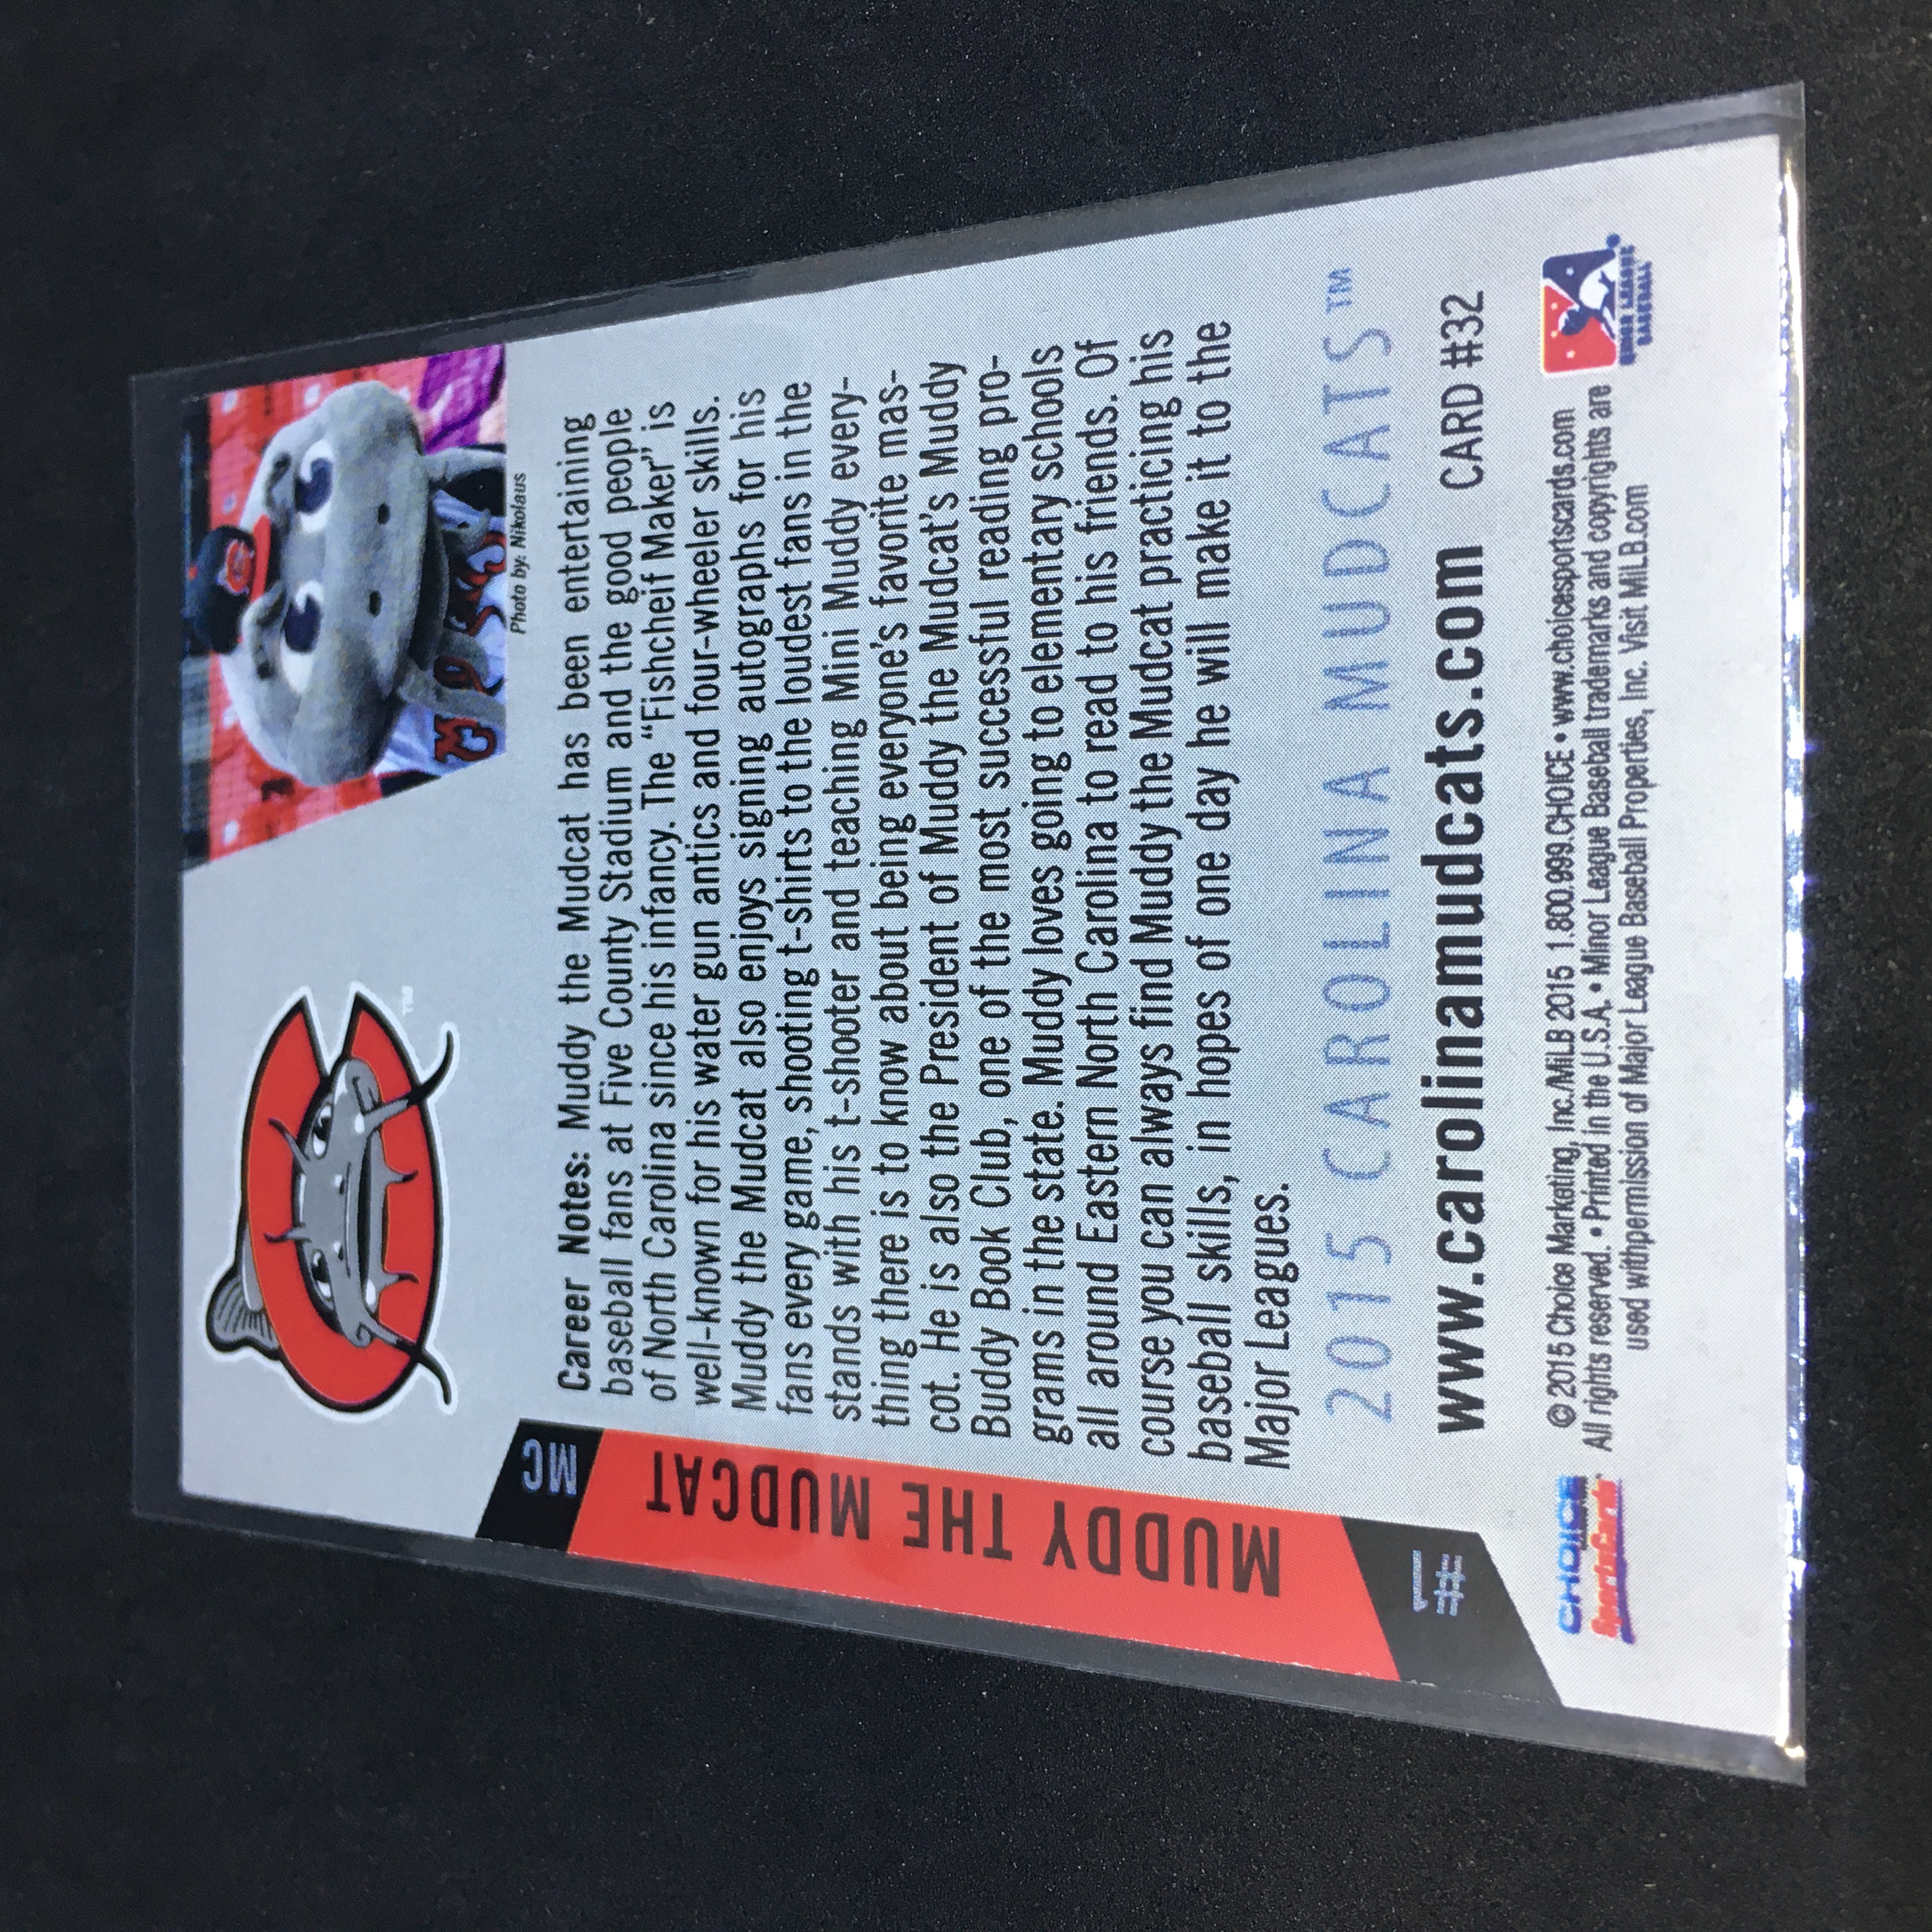 Photo by: Nikolaus
TM
Career Notes: Muddy the Mudcat has been entertaining
baseball fans at Five County Stadium and the good people
of North Carolina since his infancy. The "Fishcheif Maker" is
well-known for his water gun antics and four-wheeler skills.
Muddy the Mudcat also enjoys signing autographs for his
fans every game, shooting t-shirts to the loudest fans in the
stands with his t-shooter and teaching Mini Muddy every-
thing there is to know about being everyone's favorite mas-
cot. He is also the President of Muddy the Mudcat's Muddy
Buddy Book Club, one of the most successful reading pro-
grams in the state. Muddy loves going to elementary schools
all around Eastern North Carolina to read to his friends. Of
course you can always find Muddy the Mudcat practicing his
baseball skills, in hopes of one day he will make it to the
Major Leagues.
MC
MUDDY THE MUDCAT
#
2015 CAROLINA MUDCATS™
www.carolinamudcats.com CARD #32
CHOICE
SportsCards
© 2015 Choice Marketing, Inc./MiLB 2015 1.800.999.CHOICE • www.choicesportscards.com
All rights reserved. • Printed in the U.S.A. • Minor League Baseball trademarks and copyrights are
used withpermission of Major League Baseball Properties, Inc. Visit MiLB.com
MINOR LEAGUE
BASEBALL